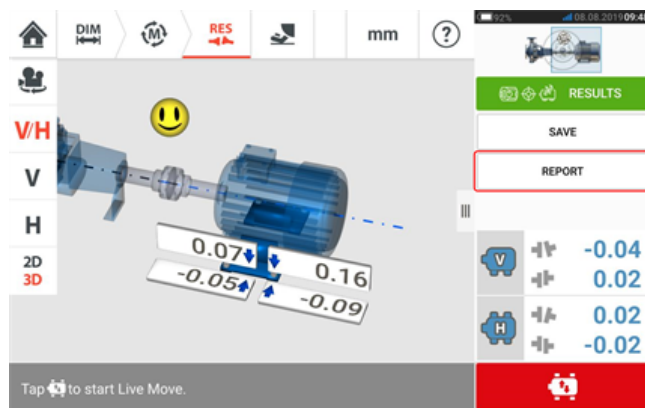 DIM
M
RES
mm
?
92%
08.08.2019 09:4
RESULTS
SAVE
REPORT
V/H
V
H
2D
3D
0.07
0.16
-0.05
-0.09
V
-0.04
0.02
H
0.02
-0.02
Tap to start Live Move.